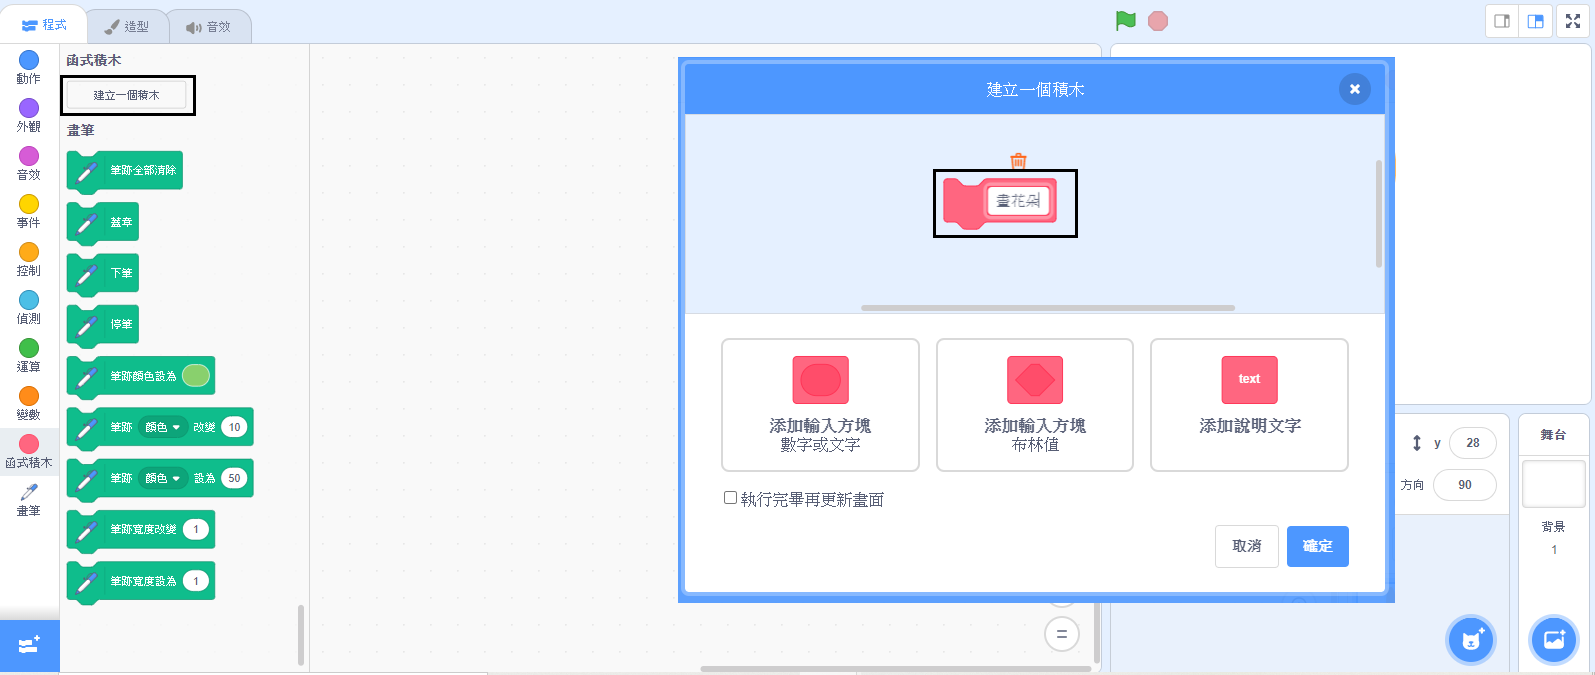 程式
造型
音效
函式積木
建立一個積木
畫筆
動作
外觀
音效
事件
控制
偵測
運算
變數
函式積木
畫筆
筆跡全部清除
蓋章
下筆
停筆
筆跡顏色設為
筆跡 顏色 改變 10
筆跡 顏色 設為 50
筆跡寬度改變 1
筆跡寬度設為 1
建立一個積木
畫花朵
添加輸入方塊
數字或文字
添加輸入方塊
布林值
text
添加說明文字
執行完畢再更新畫面
取消
確定
y 28
方向 90
舞台
背景
1